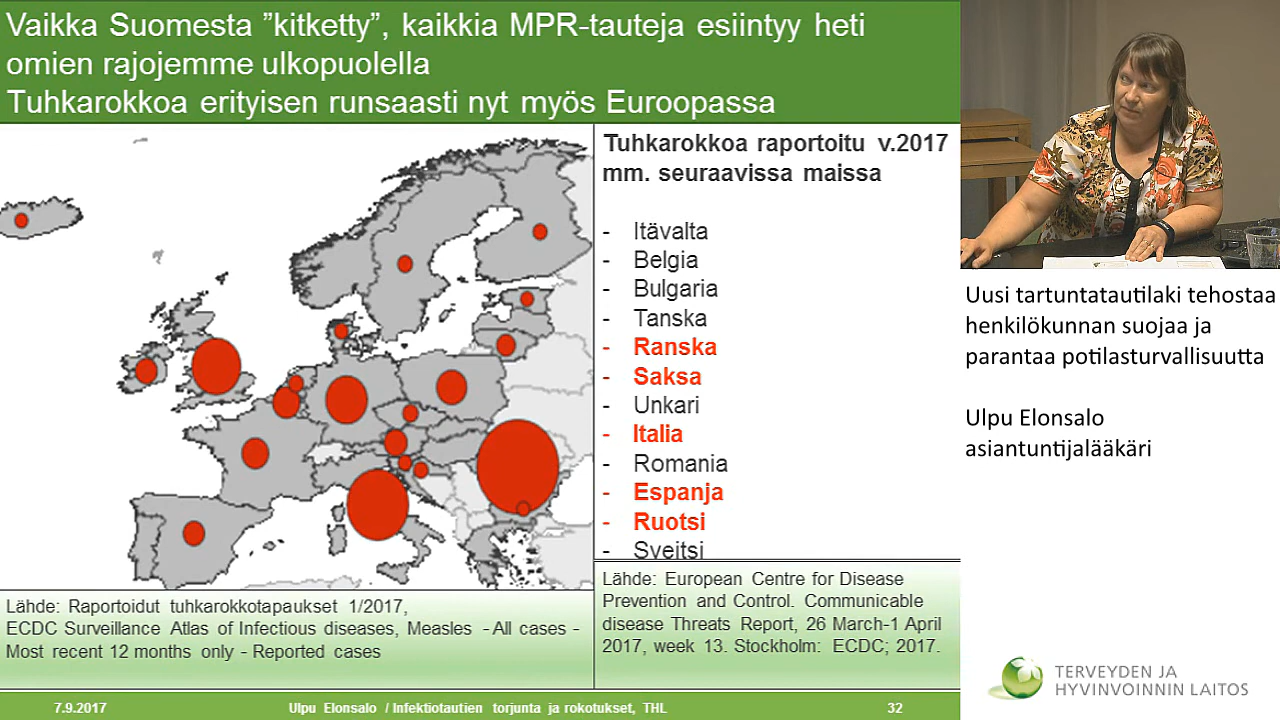 Vaikka Suomesta ”kitketty”, kaikkia MPR-tauteja esiintyy heti
omien rajojemme ulkopuolella
Tuhkarokkoa erityisen runsaasti nyt myös Euroopassa
Tuhkarokkoa raportoitu v.2017
mm. seuraavissa maissa
- Itävalta
- Belgia
- Bulgaria
- Tanska
- Ranska
- Saksa
- Unkari
- Italia
- Romania
- Espanja
- Ruotsi
- Sveitsi
Lähde: Raportoidut tuhkarokkotapaukset 1/2017,
ECDC Surveillance Atlas of Infectious diseases, Measles - All cases -
Most recent 12 months only - Reported cases
Lähde: European Centre for Disease
Prevention and Control. Communicable
disease Threats Report, 26 March-1 April
2017, week 13. Stockholm: ECDC; 2017.
7.9.2017 Ulpu Elonsalo / Infektiotautien torjunta ja rokotukset, THL 32
Uusi tartuntatautilaki tehostaa
henkilökunnan suojaa ja
parantaa potilasturvallisuutta
Ulpu Elonsalo
asiantuntijalääkäri
TERVEYDEN JA
HYVINVOINNIN LAITOS